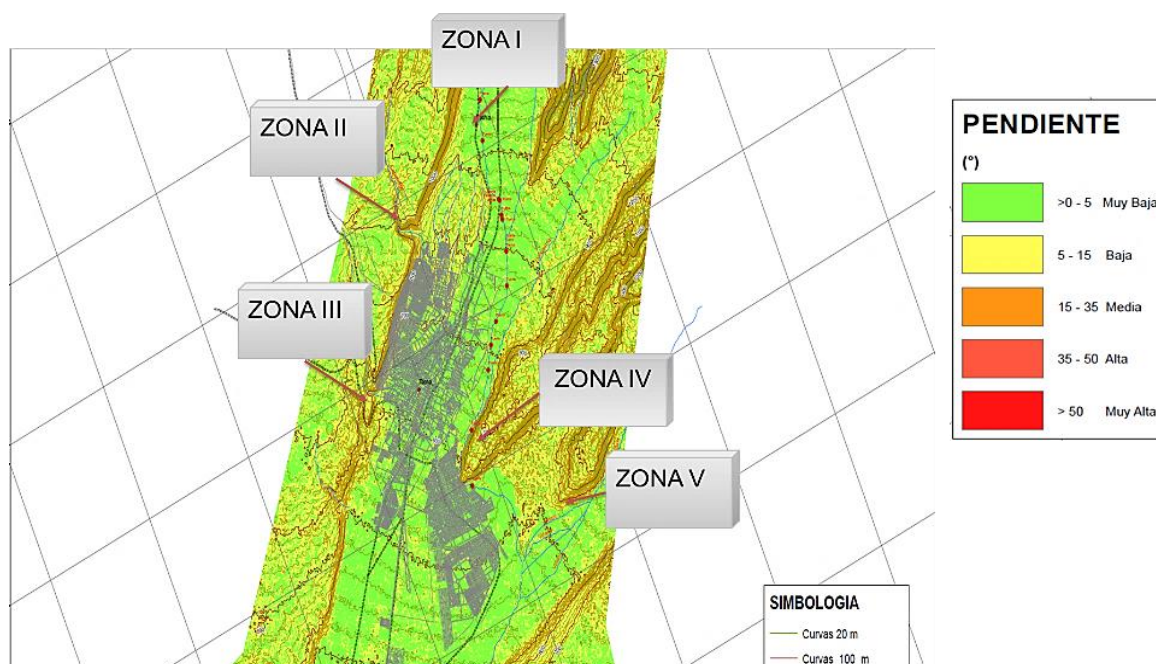 ZONA I
ZONA II
ZONA III
ZONA IV
ZONA V
Tacna
PENDIENTE
(°)
>0 - 5 Muy Baja
5 - 15 Baja
15 - 35 Media
35 - 50 Alta
> 50 Muy Alta
SIMBOLOGIA
Curvas 20 m
Curvas 100 m